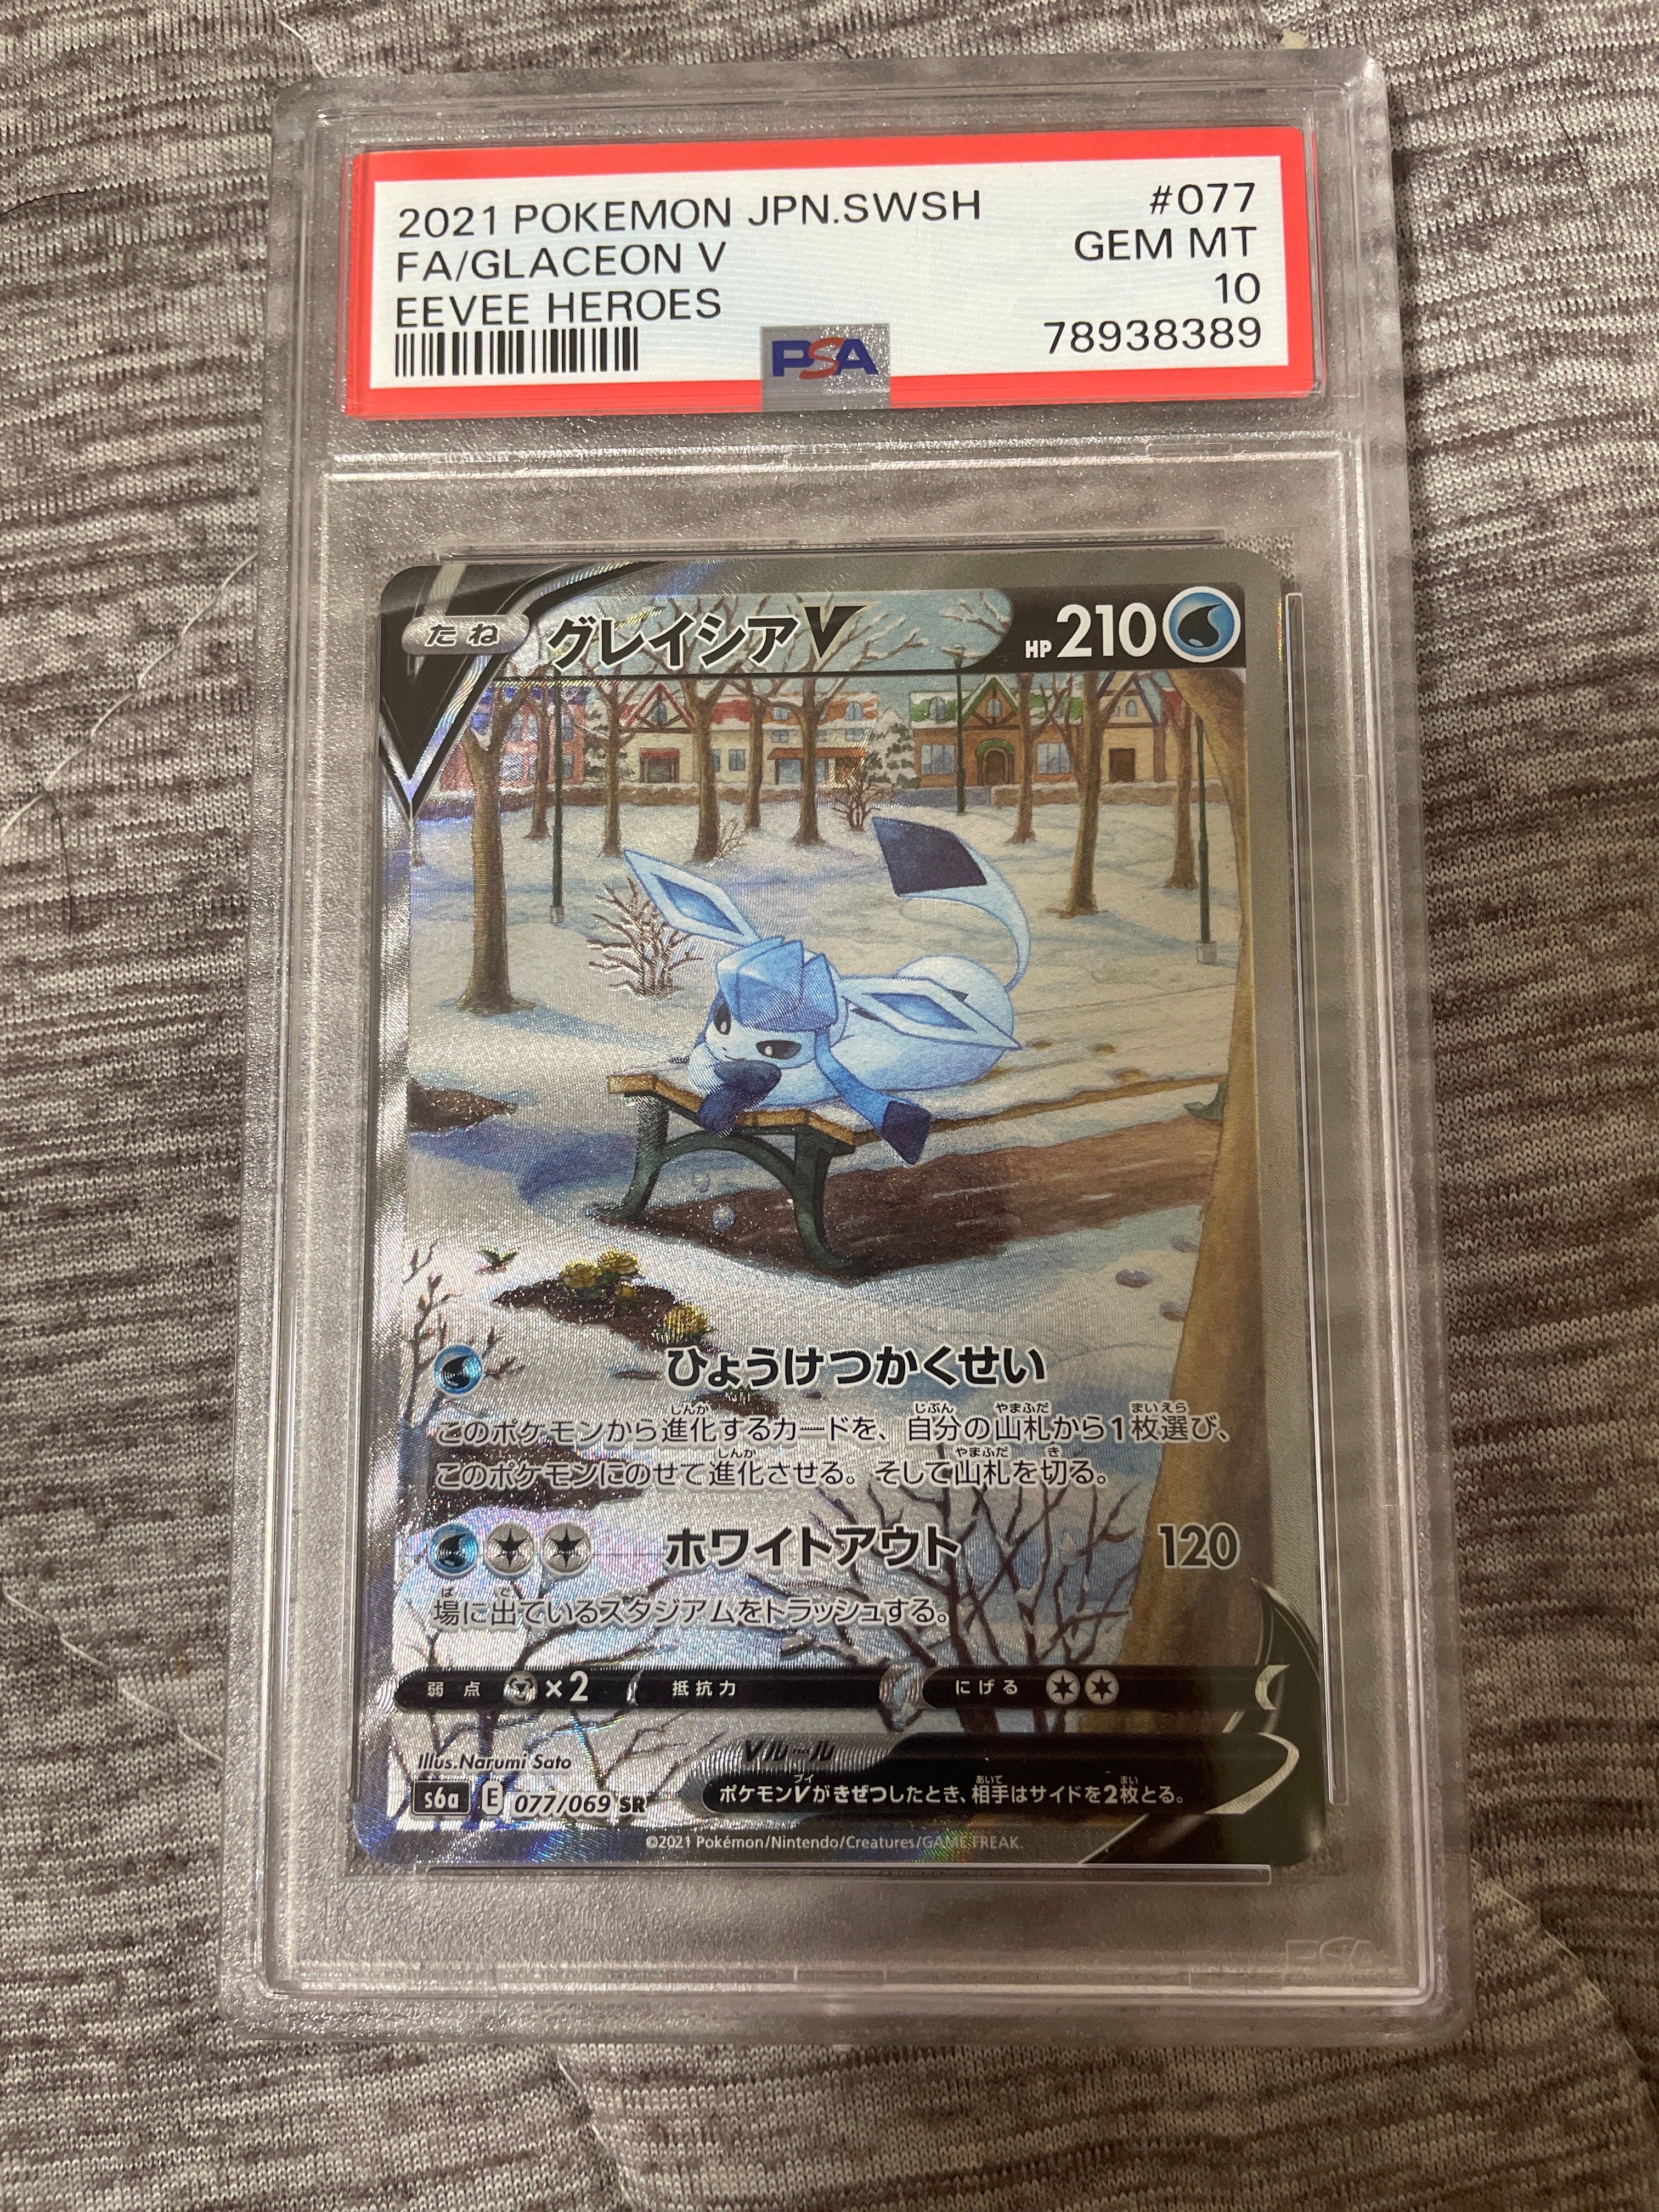 2021 POKEMON JPN.SWSH #077
FA/GLACEON V GEM MT
EEVEE HEROES 10
PSA 78938389
たね グレイシアV HP 210
ひょうけつかくせい
このポケモンから進化するカードを、自分の山札から1枚選び、
このポケモンにのせて進化させる。そして山札を切る。
ホワイトアウト 120
場に出ているスタジアムをトラッシュする。
弱点 ×2 抵抗力 にげる
Illus.Narumi Sato Vルール
s6a E 077/069 SR ポケモンVがきぜつしたとき、相手はサイドを2枚とる。
©2021 Pokémon/Nintendo/Creatures/GAME FREAK.
PSA